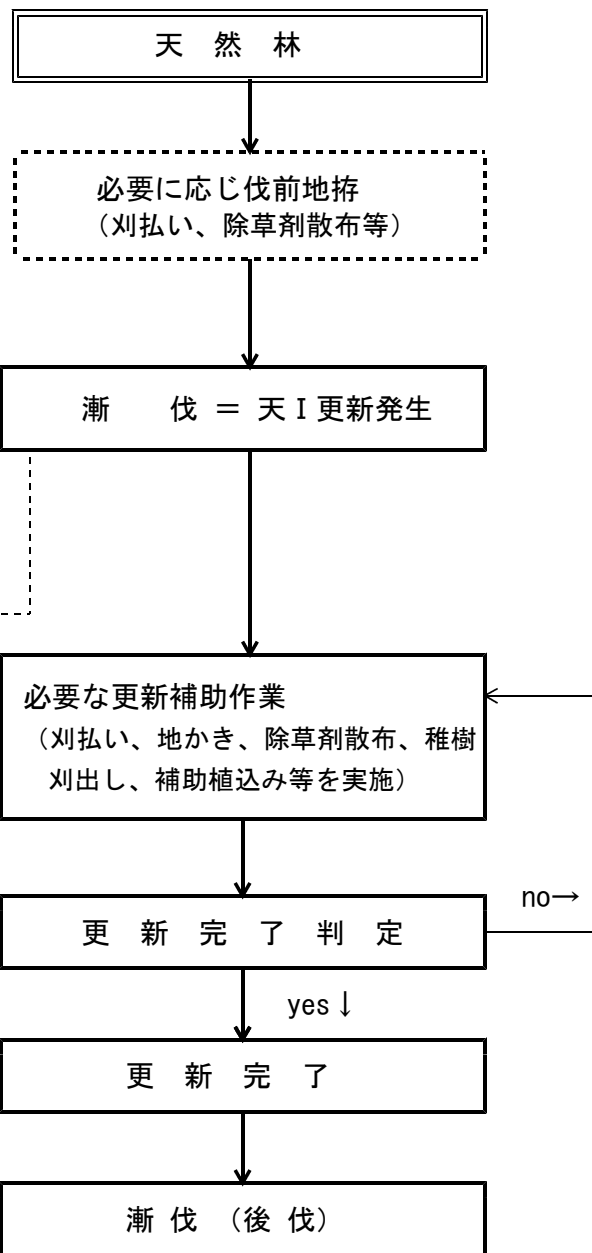 天 然 林
必要に応じ伐前地拵
（刈払い、除草剤散布等）
漸　伐 ＝ 天Ⅰ更新発生
必要な更新補助作業
（刈払い、地かき、除草剤散布、稚樹
刈出し、補助植込み等を実施）
no→
更 新 完 了 判 定
yes↓
更 新 完 了
漸 伐 （後 伐）